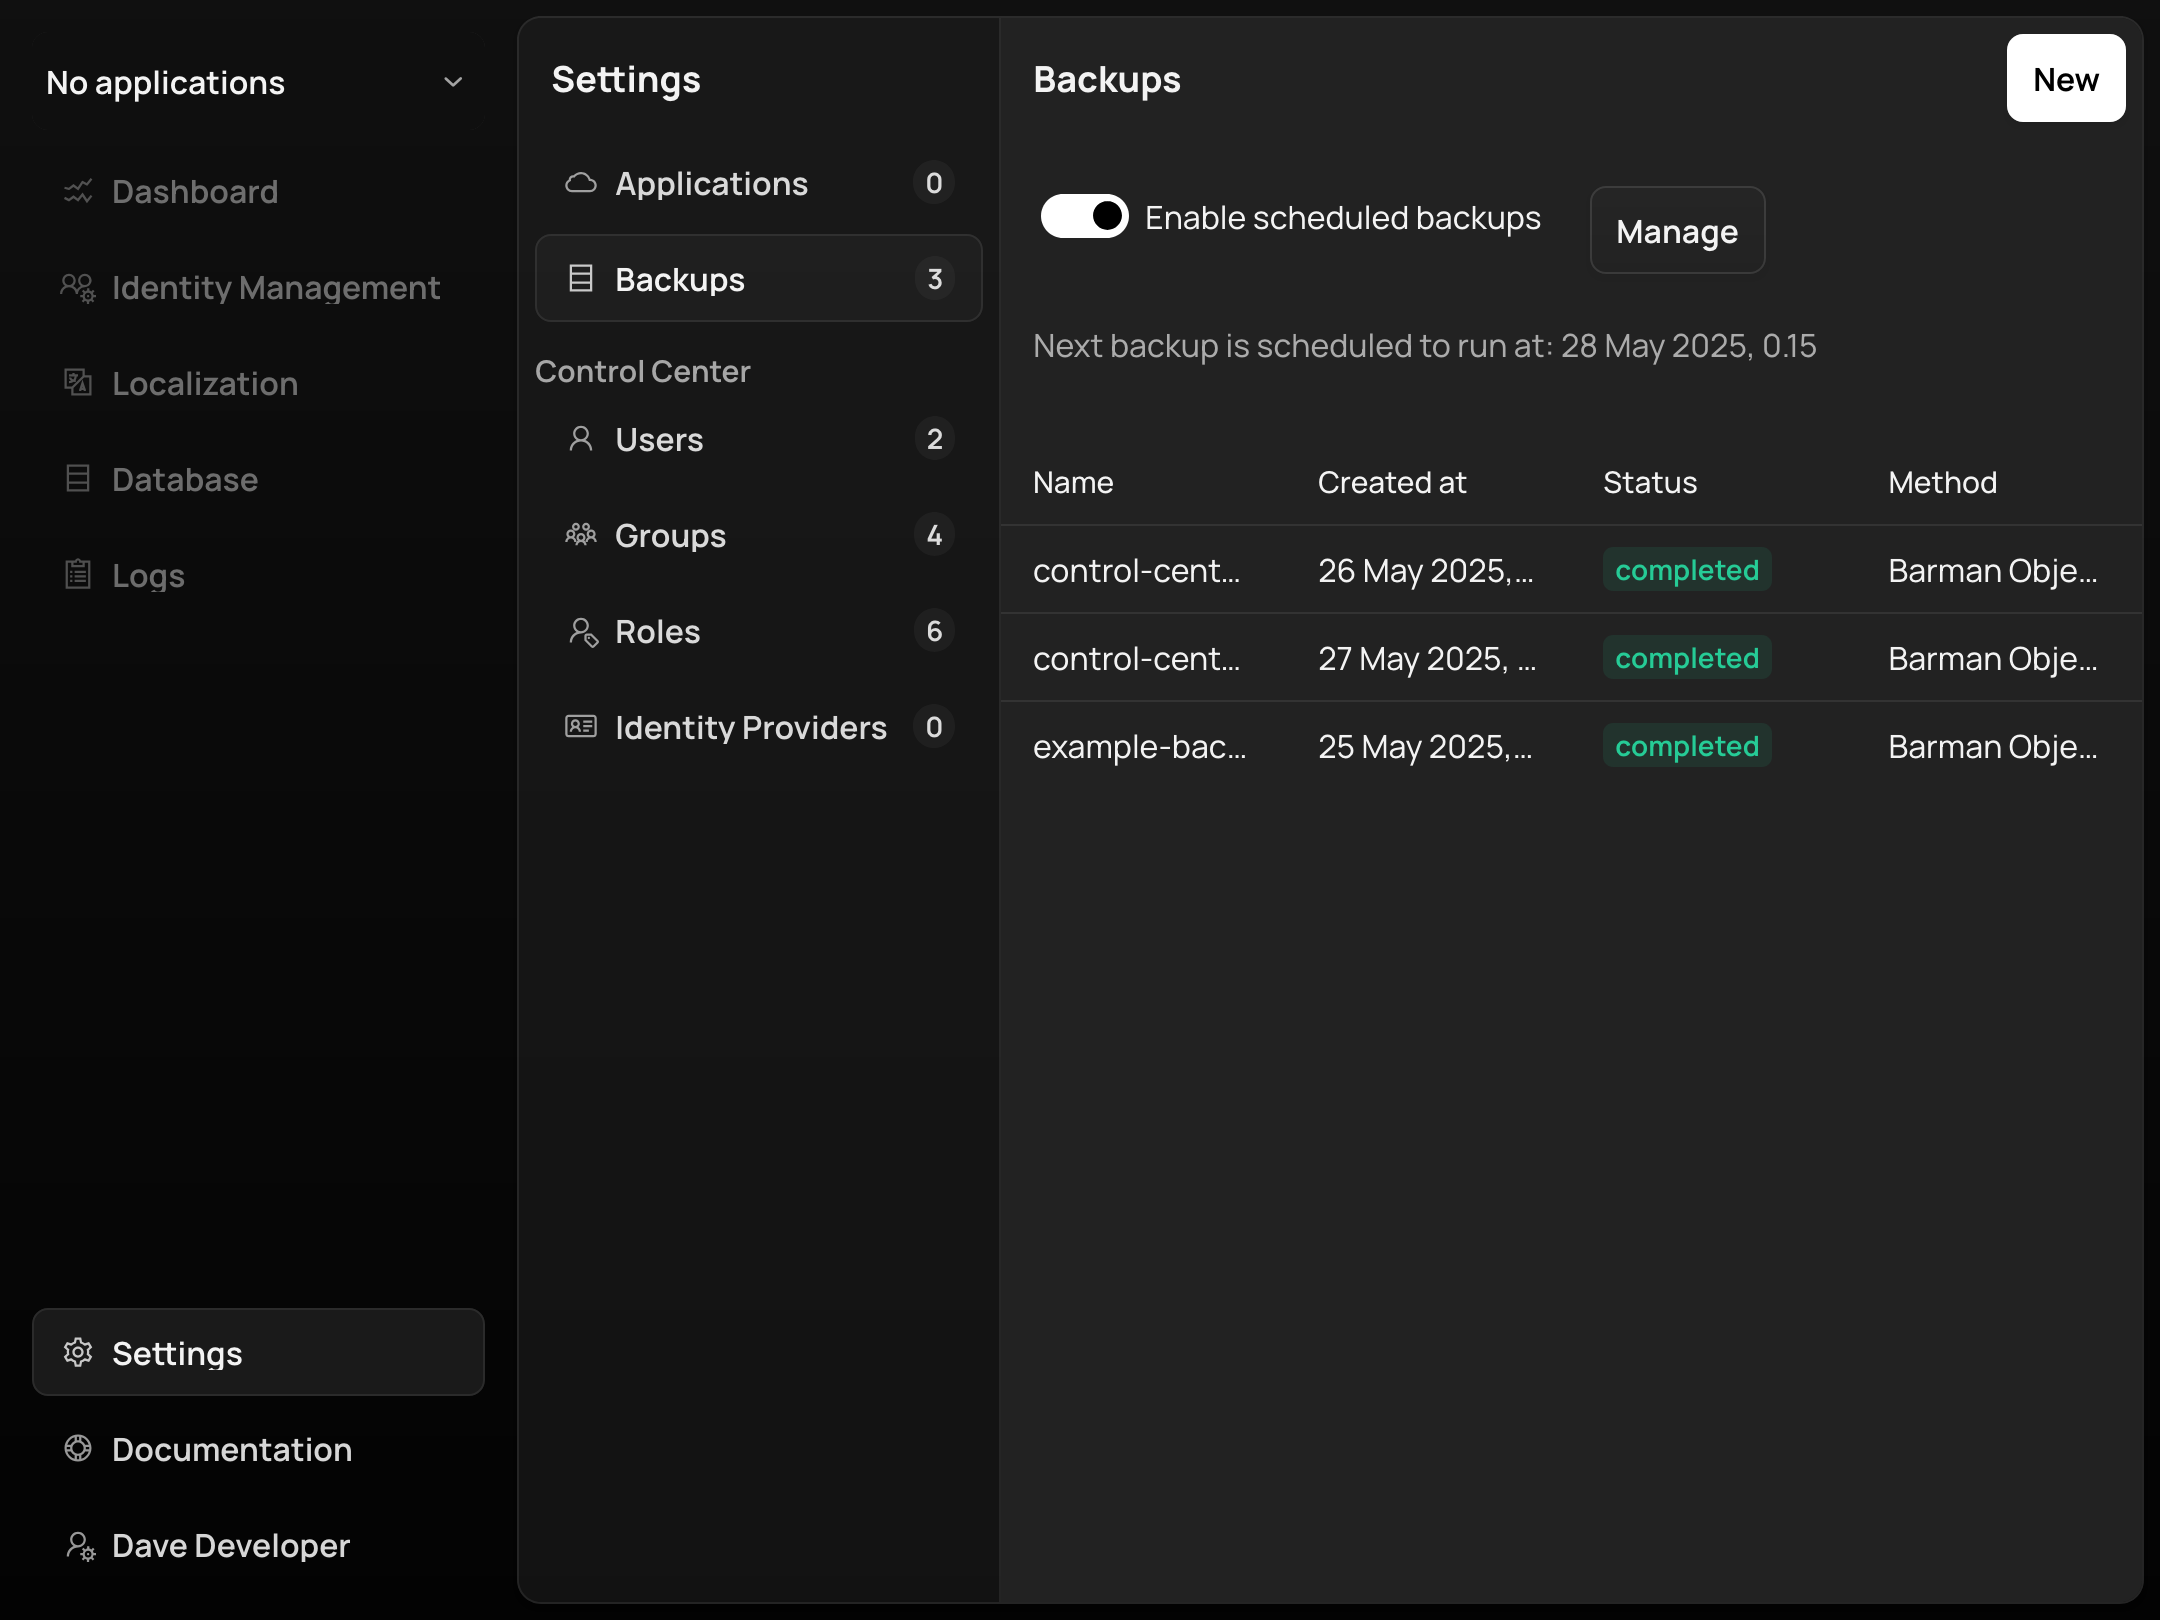 No applications
Dashboard
Identity Management
Localization
Database
Logs
Settings
Documentation
Dave Developer
Settings
Applications 0
Backups 3
Control Center
Users 2
Groups 4
Roles 6
Identity Providers 0
Backups
New
Enable scheduled backups
Manage
Next backup is scheduled to run at: 28 May 2025, 0.15
Name Created at Status Method
control-cent... 26 May 2025,... completed Barman Obje...
control-cent... 27 May 2025, ... completed Barman Obje...
example-bac... 25 May 2025,... completed Barman Obje...